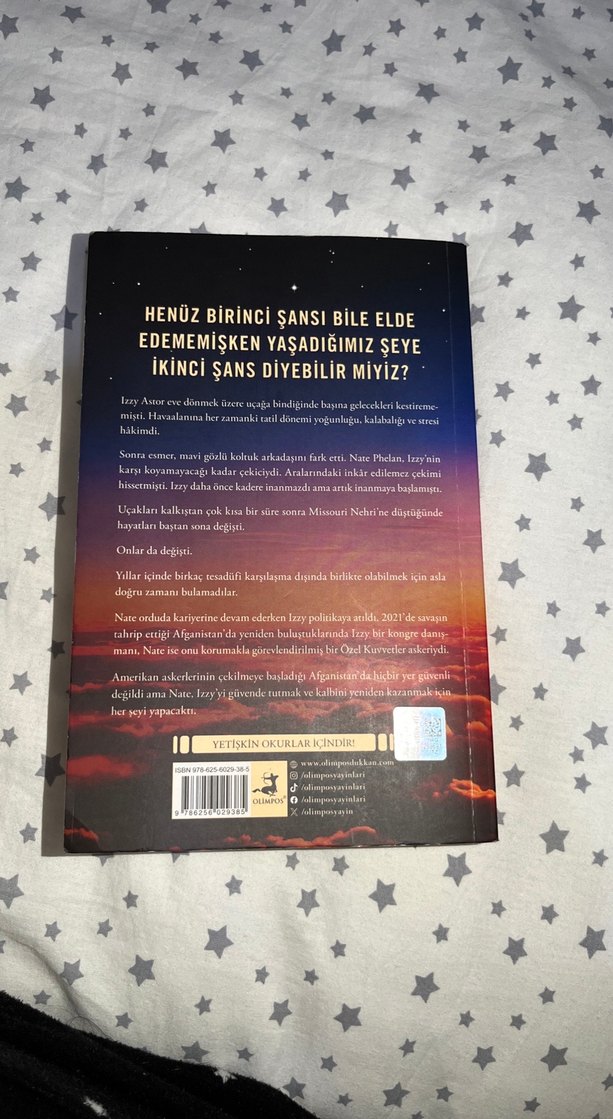 HENÜZ BİRİNCİ ŞANSI BİLE ELDE
EDEMEMİŞKEN YAŞADIĞIMIZ ŞEYE
İKİNCİ ŞANS DİYEBİLİR MİYİZ?
Izzy Astor eve dönmek üzere uçağa bindiğinde başına gelecekleri kestireme-
mişti. Havaalanına her zamanki tatil dönemi yoğunluğu, kalabalığı ve stresi
hâkimdi.
Sonra esmer, mavi gözlü koltuk arkadaşını fark etti. Nate Phelan, Izzy'nin
karşı koyamayacağı kadar çekiciydi. Aralarındaki inkâr edilemez çekimi
hissetmişti. Izzy daha önce kadere inanmazdı ama artık inanmaya başlamıştı.
Uçakları kalkıştan çok kısa bir süre sonra Missouri Nehri'ne düştüğünde
hayatları baştan sona değişti.
Onlar da değişti.
Yıllar içinde birkaç tesadüfi karşılaşma dışında birlikte olabilmek için asla
doğru zamanı bulamadılar.
Nate orduda kariyerine devam ederken Izzy politikaya atıldı, 2021'de savaşın
tahrip ettiği Afganistan'da yeniden buluştuklarında Izzy bir kongre danış-
manı, Nate ise onu korumakla görevlendirilmiş bir Özel Kuvvetler askeriydi.
Amerikan askerlerinin çekilmeye başladığı Afganistan'da hiçbir yer güvenli
değildi ama Nate, Izzy'yi güvende tutmak ve kalbini yeniden kazanmak için
her şeyi yapacaktı.
YETİŞKİN OKURLAR İÇİNDİR!
ISBN 978-625-6029-38-5
9 786256 029385
OLİMPOS
www.olimposdukkan.com
/olimposyayinlari
/olimposyayinlari
/olimposyayinlari
/olimposyayin